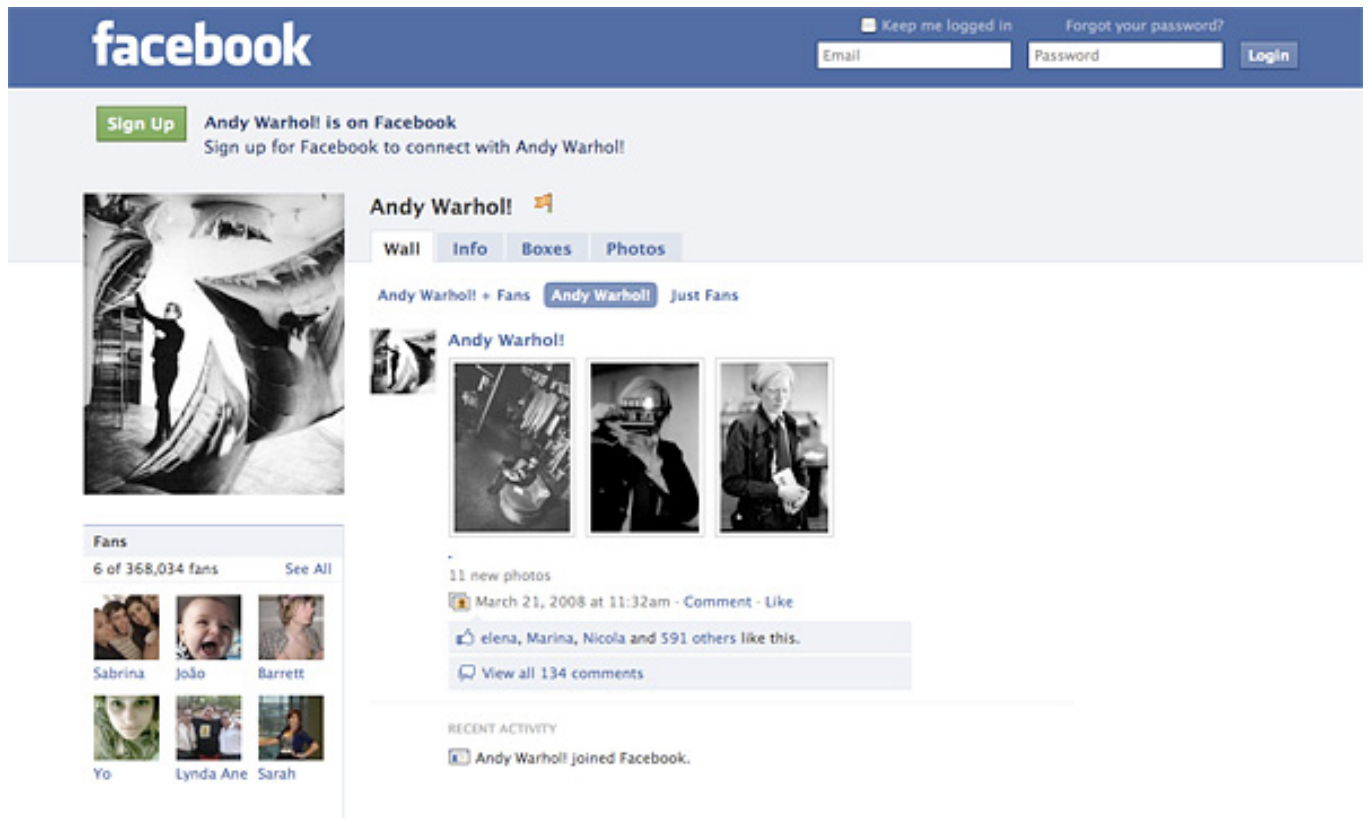 facebook
Keep me logged in
Forgot your password?
Email
Password
Login
Sign Up
Andy Warhol! is on Facebook
Sign up for Facebook to connect with Andy Warhol!
Andy Warhol!
Wall Info Boxes Photos
Andy Warhol! + Fans Andy Warhol! Just Fans
Andy Warhol!
11 new photos
March 21, 2008 at 11:32am · Comment · Like
elena, Marina, Nicola and 591 others like this.
View all 134 comments
RECENT ACTIVITY
Andy Warhol! joined Facebook.
Fans
6 of 368,034 fans See All
Sabrina João Barrett
Yo Lynda Ane Sarah